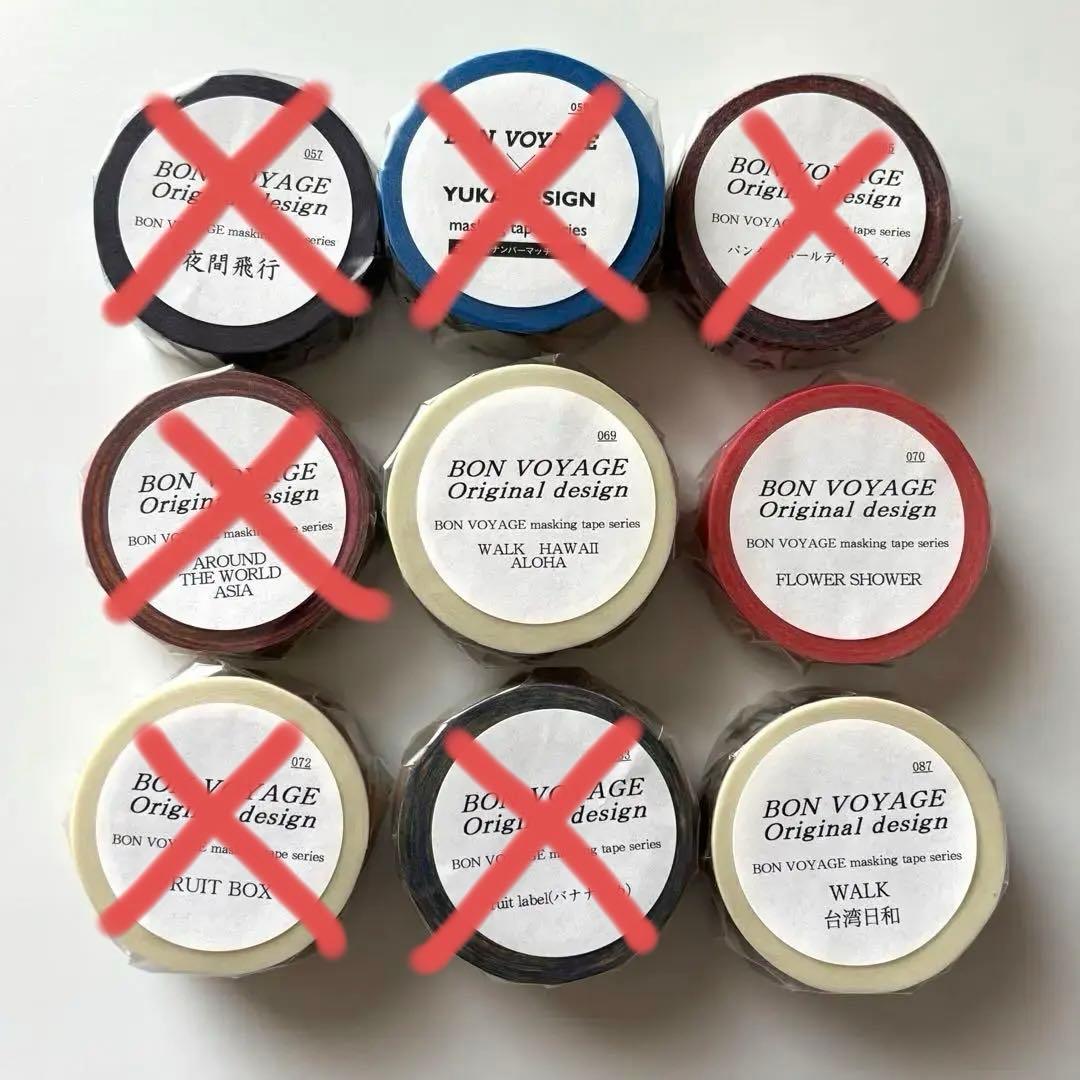 057
BON VOYAGE
Original design
BON VOYAGE masking tape series
夜間飛行
BON VOYAGE
YUKA DESIGN
masking tape series
ナンバーマッチ
BON VOYAGE
Original design
BON VOYAGE masking tape series
BON VOYAGE
Original design
BON VOYAGE masking tape series
AROUND
THE WORLD
ASIA
069
BON VOYAGE
Original design
BON VOYAGE masking tape series
WALK HAWAII
ALOHA
070
BON VOYAGE
Original design
BON VOYAGE masking tape series
FLOWER SHOWER
072
BON VOYAGE
Original design
BON VOYAGE masking tape series
FRUIT BOX
BON VOYAGE
Original design
BON VOYAGE masking tape series
fruit label
087
BON VOYAGE
Original design
BON VOYAGE masking tape series
WALK
台湾日和